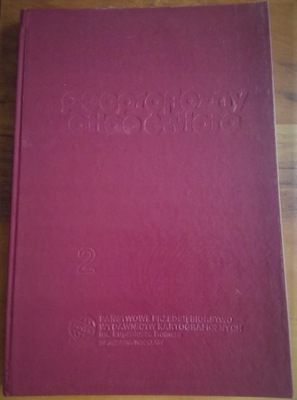 geograficzny
atlas świata
2
PAŃSTWOWE PRZEDSIĘBIORSTWO
WYDAWNICTW KARTOGRAFICZNYCH
im. Eugeniusza Romera